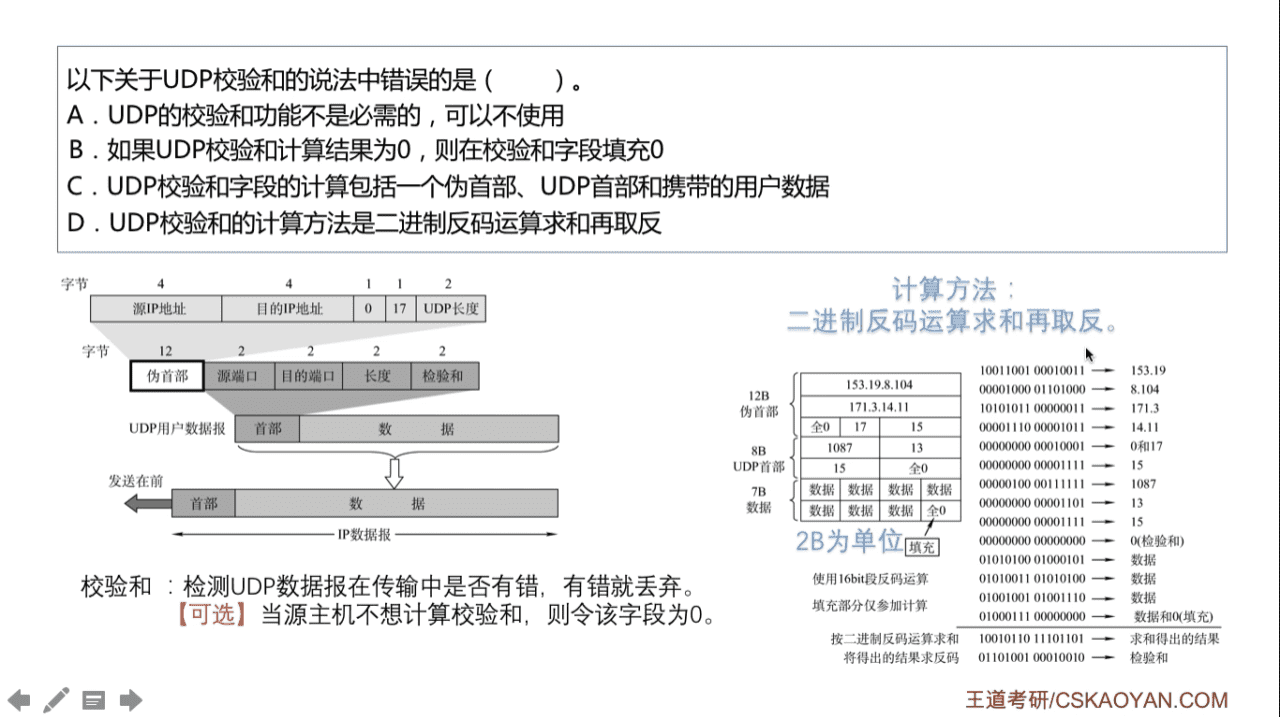 以下关于UDP校验和的说法中错误的是（　　）。
A．UDP的校验和功能不是必需的，可以不使用
B．如果UDP校验和计算结果为0，则在校验和字段填充0
C．UDP校验和字段的计算包括一个伪首部、UDP首部和携带的用户数据
D．UDP校验和的计算方法是二进制反码运算求和再取反
字节 4 4 1 1 2
源IP地址 目的IP地址 0 17 UDP长度
字节 12 2 2 2 2
伪首部 源端口 目的端口 长度 检验和
UDP用户数据报 首部 数 据
发送在前
首部 数 据
IP数据报
校验和 ：检测UDP数据报在传输中是否有错，有错就丢弃。
【可选】当源主机不想计算校验和，则令该字段为0。
计算方法：
二进制反码运算求和再取反。
12B
伪首部
153.19.8.104
171.3.14.11
全0 17 15
8B
UDP首部
1087 13
15 全0
7B
数据
数据 数据 数据 数据
数据 数据 数据 全0
2B为单位
填充
10011001 00010011 → 153.19
00001000 01101000 → 8.104
10101011 00000011 → 171.3
00001110 00001011 → 14.11
00000000 00010001 → 0和17
00000000 00001111 → 15
00000100 00111111 → 1087
00000000 00001101 → 13
00000000 00001111 → 15
00000000 00000000 → 0(检验和)
01010100 01000101 → 数据
01010011 01010100 → 数据
01001001 01001110 → 数据
01000111 00000000 → 数据和0(填充)
使用16bit段反码运算
填充部分仅参加计算
按二进制反码运算求和 10010110 11101101 → 求和得出的结果
将得出的结果求反码 01101001 00010010 → 检验和
王道考研/CSKAOYAN.COM